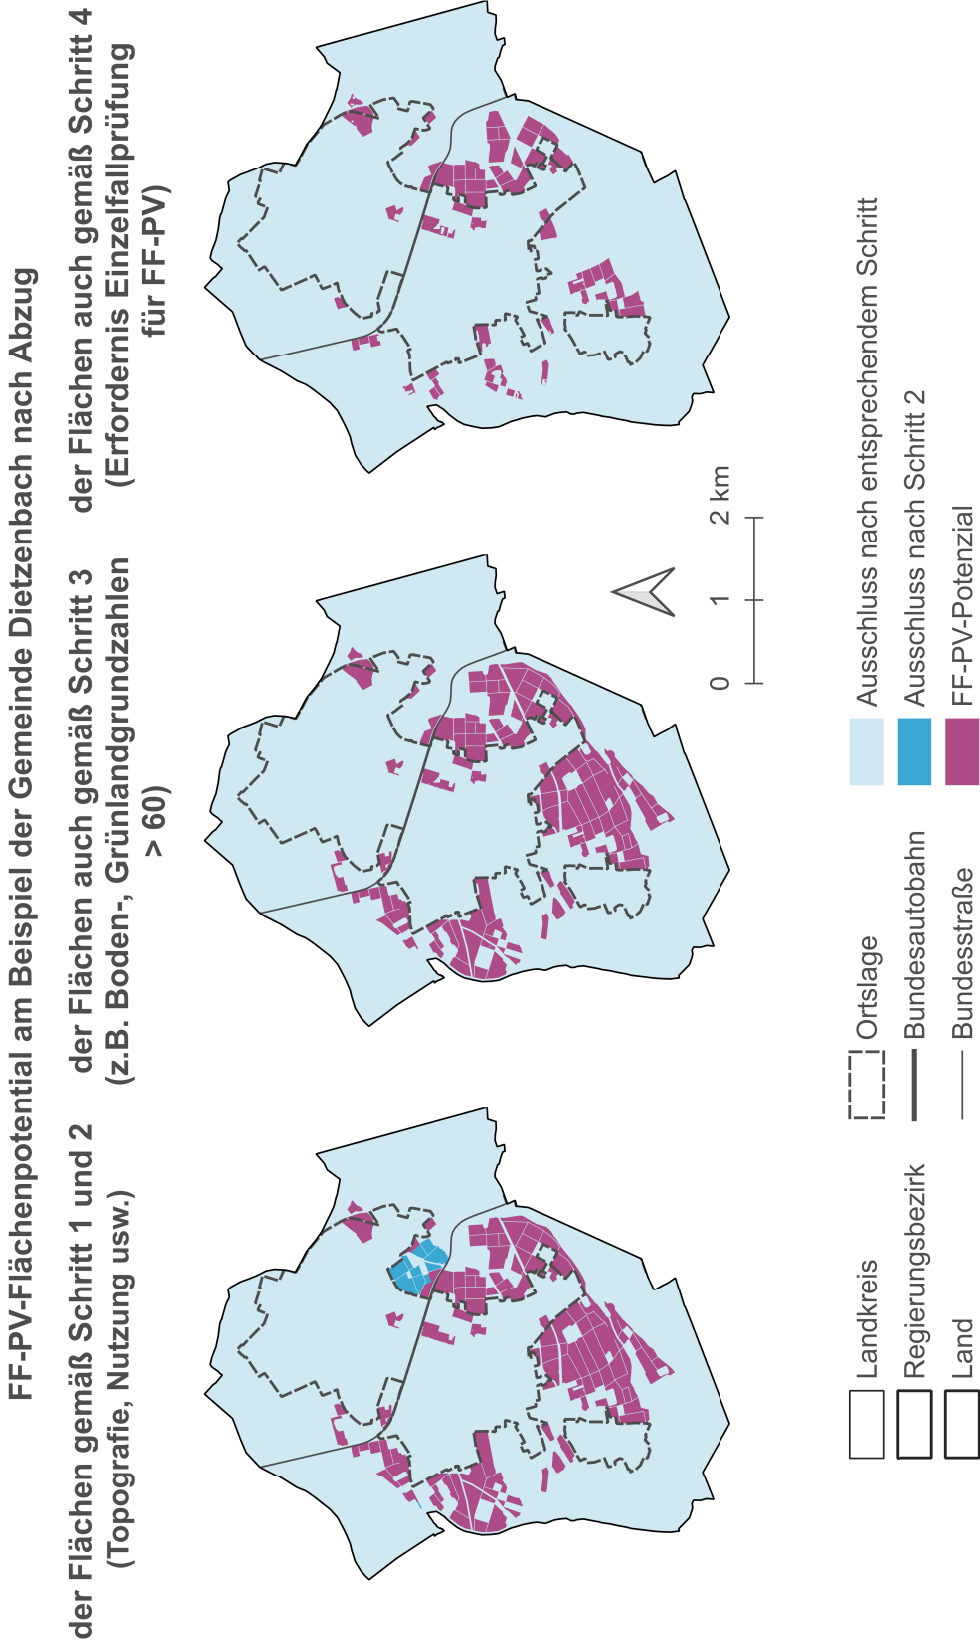 FF-PV-Flächenpotential am Beispiel der Gemeinde Dietzenbach nach Abzug
der Flächen gemäß Schritt 1 und 2
(Topografie, Nutzung usw.)
der Flächen auch gemäß Schritt 3
(z.B. Boden-, Grünlandgrundzahlen
> 60)
der Flächen auch gemäß Schritt 4
(Erfordernis Einzelfallprüfung
für FF-PV)
0 1 2 km
Landkreis
Regierungsbezirk
Land
Ortslage
Bundesautobahn
Bundesstraße
Ausschluss nach entsprechendem Schritt
Ausschluss nach Schritt 2
FF-PV-Potenzial